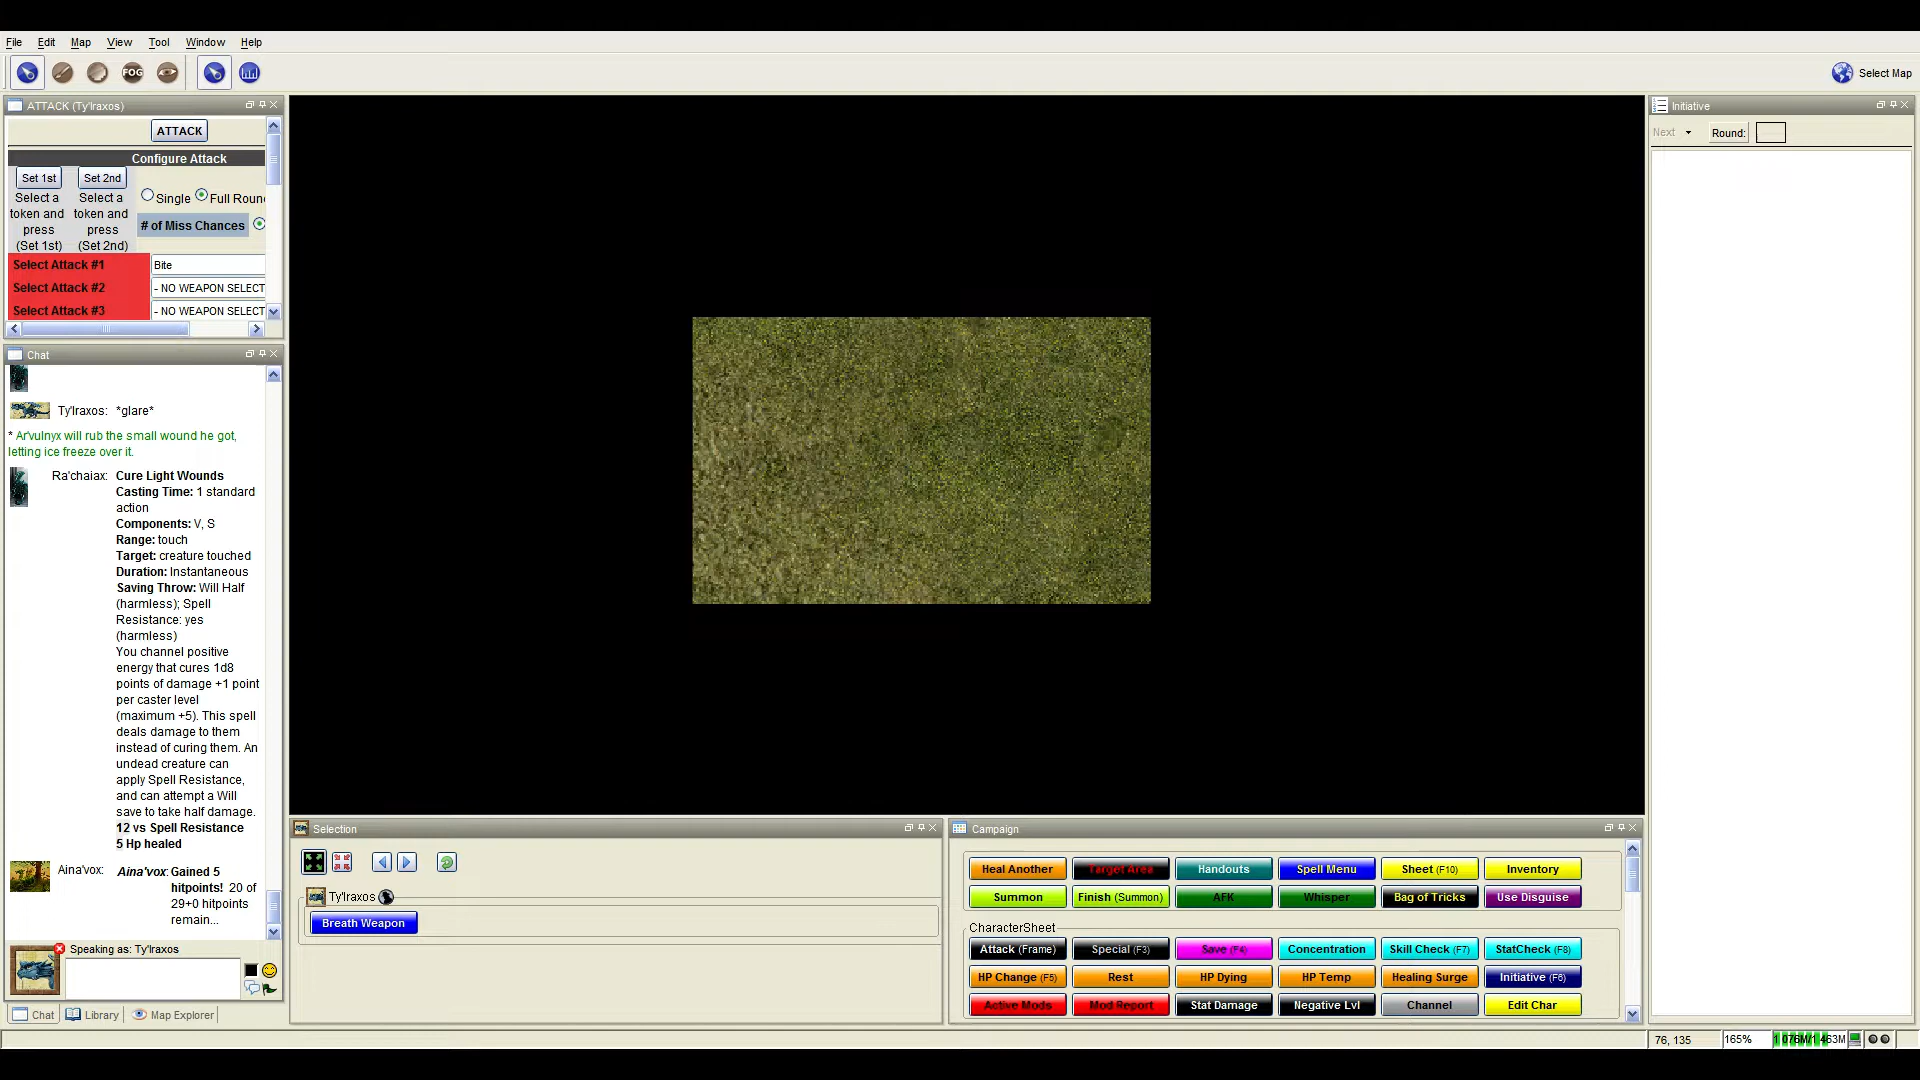 File Edit Map View Tool Window Help
FOG
Select Map
ATTACK (Ty'Iraxos)
ATTACK
Configure Attack
Set 1st Set 2nd
Select a token and press (Set 1st)
Select a token and press (Set 2nd)
Single Full Roun
# of Miss Chances
Select Attack #1 Bite
Select Attack #2 - NO WEAPON SELECT
Select Attack #3 - NO WEAPON SELECT
Chat
Ty'Iraxos: *glare*
* Ar'vulnyx will rub the small wound he got,
letting ice freeze over it.
Ra'chaiax: Cure Light Wounds
Casting Time: 1 standard
action
Components: V, S
Range: touch
Target: creature touched
Duration: Instantaneous
Saving Throw: Will Half
(harmless); Spell
Resistance: yes
(harmless)
You channel positive
energy that cures 1d8
points of damage +1 point
per caster level
(maximum +5). This spell
deals damage to them
instead of curing them. An
undead creature can
apply Spell Resistance,
and can attempt a Will
save to take half damage.
12 vs Spell Resistance
5 Hp healed
Aina'vox: Aina'vox: Gained 5
hitpoints! 20 of
29+0 hitpoints
remain...
Speaking as: Ty'Iraxos
Chat Library Map Explorer
Selection
Ty'Iraxos
Breath Weapon
Campaign
Heal Another Target Area Handouts Spell Menu Sheet (F10) Inventory
Summon Finish (Summon) AFK Whisper Bag of Tricks Use Disguise
CharacterSheet
Attack (Frame) Special (F3) Save (F4) Concentration Skill Check (F7) StatCheck (F8)
HP Change (F5) Rest HP Dying HP Temp Healing Surge Initiative (F6)
Active Mods Mod Report Stat Damage Negative Lvl Channel Edit Char
Initiative
Next Round:
76, 135 165% 1 076M/1 463M